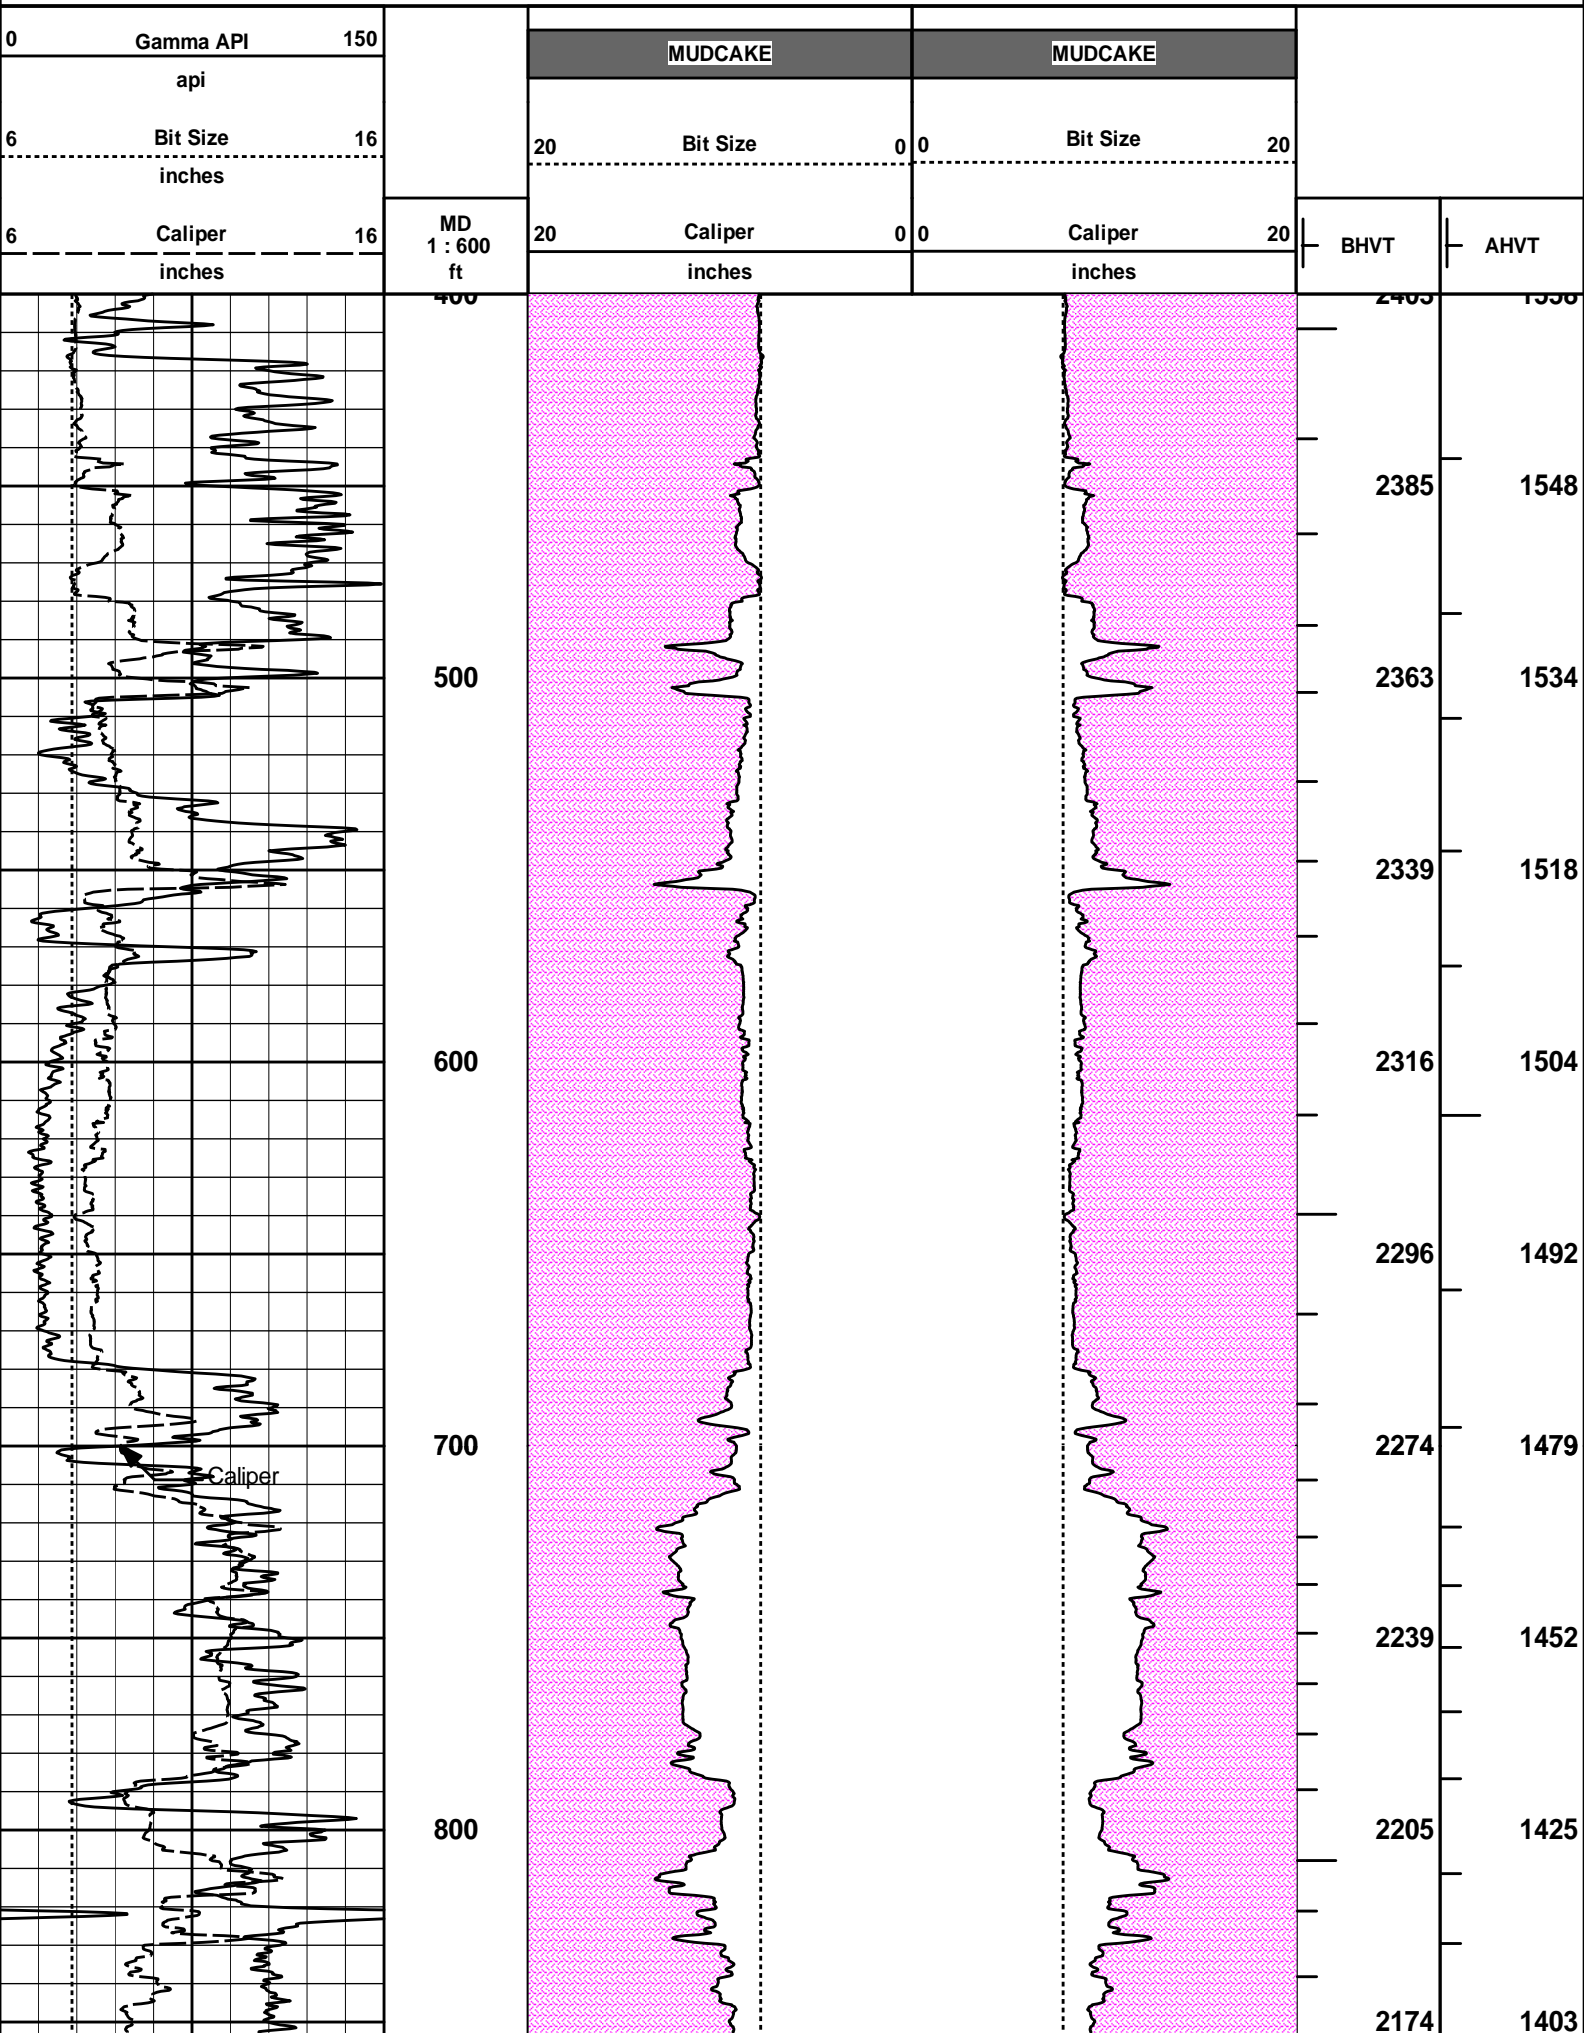 0 Gamma API 150
api
6 Bit Size 16
inches
6 Caliper 16
inches
MD
1 : 600
ft
MUDCAKE
20 Bit Size 0
20 Caliper 0
inches
MUDCAKE
0 Bit Size 20
0 Caliper 20
inches
BHVT
AHVT
400 2405 1558
2385 1548
500 2363 1534
2339 1518
600 2316 1504
2296 1492
700 2274 1479
Caliper
2239 1452
800 2205 1425
2174 1403